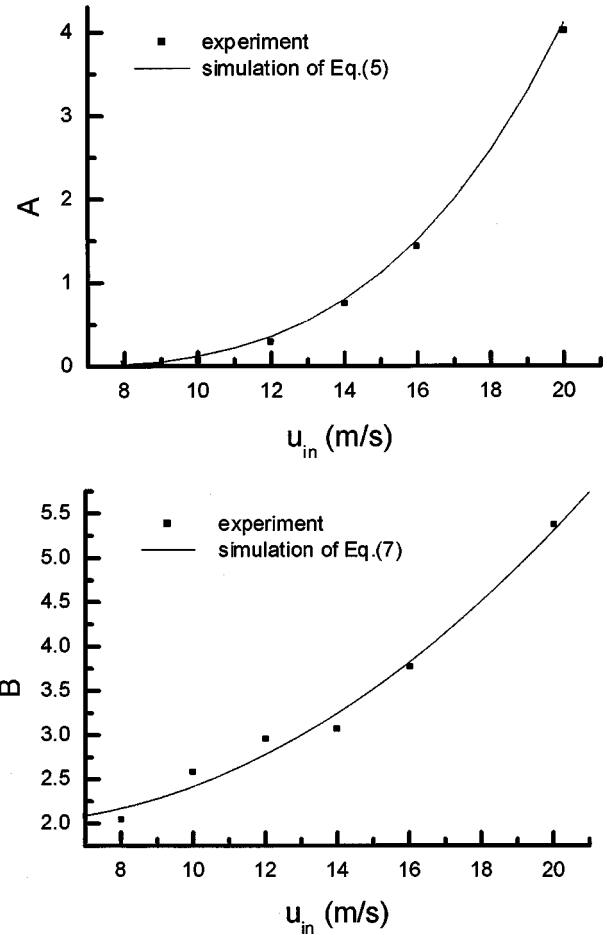 4
experiment
simulation of Eq.(5)
3
2
A
1
0
8 10 12 14 16 18 20
u_in (m/s)
5.5
experiment
simulation of Eq.(7)
5.0
4.5
4.0
B
3.5
3.0
2.5
2.0
8 10 12 14 16 18 20
u_in (m/s)